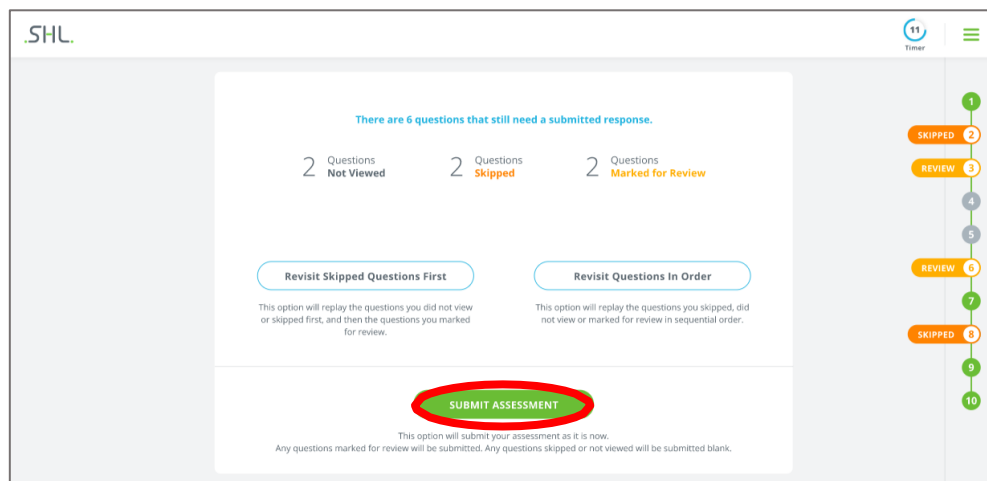 .SHL.
11
Timer
There are 6 questions that still need a submitted response.
2 Questions Not Viewed
2 Questions Skipped
2 Questions Marked for Review
Revisit Skipped Questions First
This option will replay the questions you did not view
or skipped first, and then the questions you marked
for review.
Revisit Questions In Order
This option will replay the questions you skipped, did
not view or marked for review in sequential order.
SUBMIT ASSESSMENT
This option will submit your assessment as it is now.
Any questions marked for review will be submitted. Any questions skipped or not viewed will be submitted blank.
1
SKIPPED 2
REVIEW 3
4
5
REVIEW 6
7
SKIPPED 8
9
10